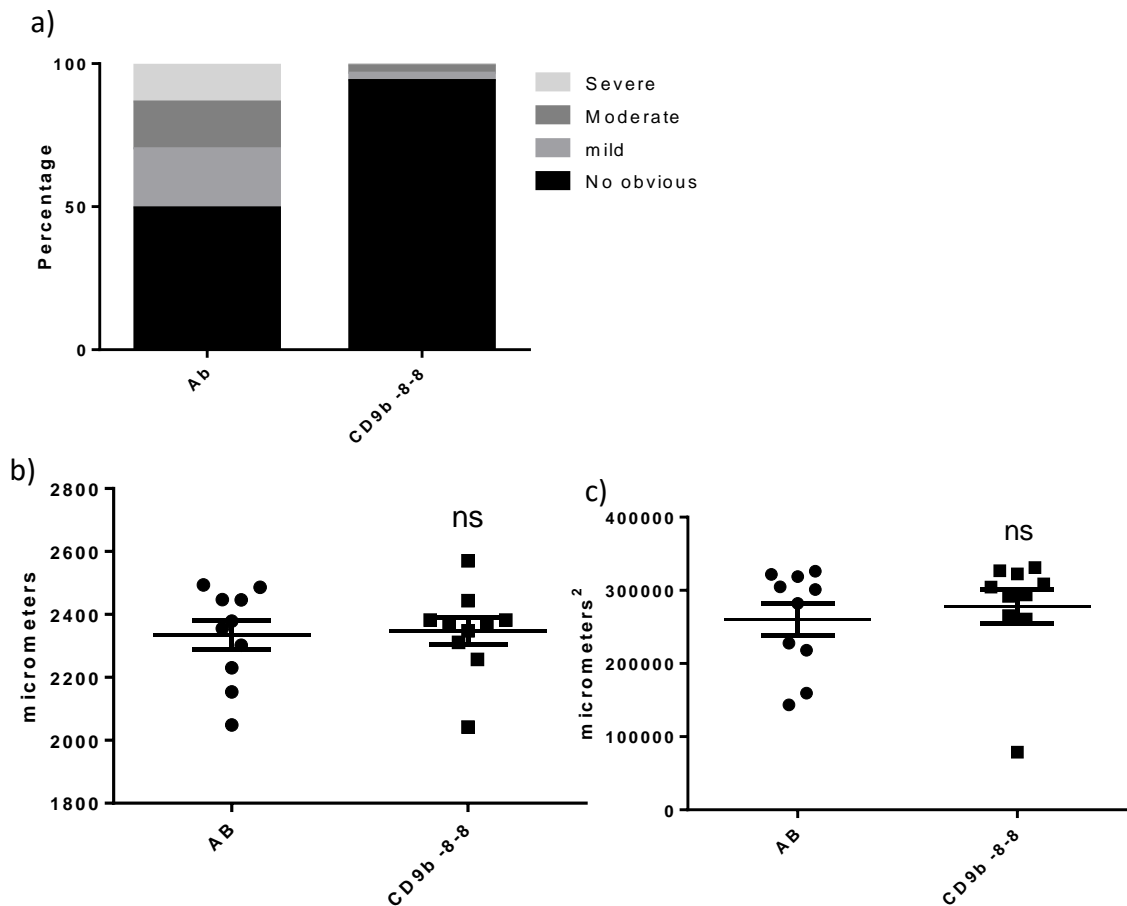 a)
100
50
0
Percentage
Ab
CD9b -8-8
Severe
Moderate
mild
No obvious
b)
2800
2600
2400
2200
2000
1800
micrometers
ns
AB
CD9b -8-8
c)
400000
300000
200000
100000
0
micrometers²
ns
AB
CD9b -8-8